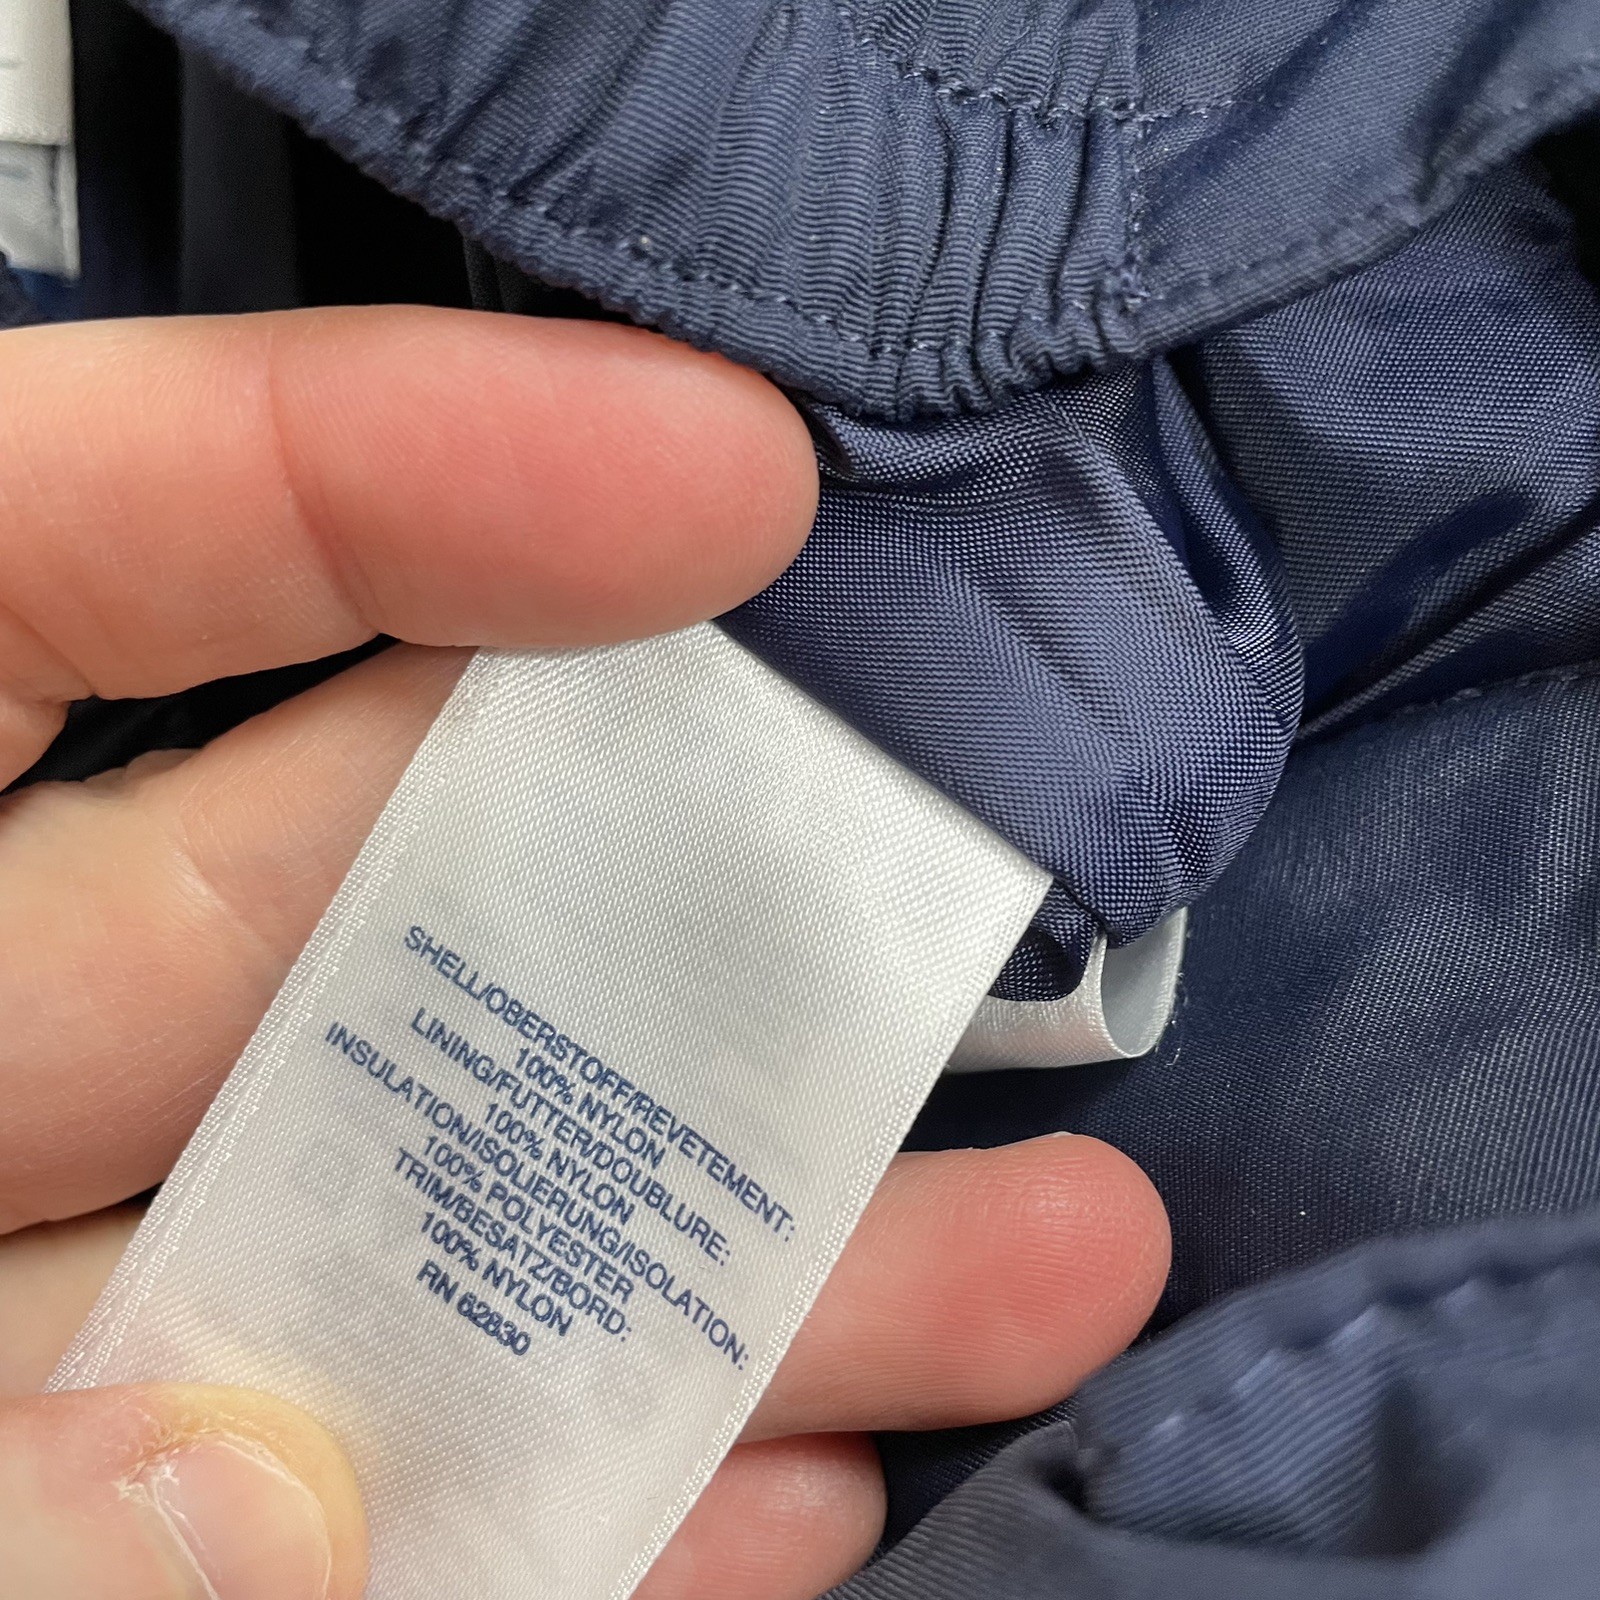 SHELL/OBERSTOFF/REVETEMENT:
100% NYLON
LINING/FUTTER/DOUBLURE:
100% NYLON
INSULATION/ISOLIERUNG/ISOLATION:
100% POLYESTER
TRIM/BESATZ/BORD:
100% NYLON
RN 62830